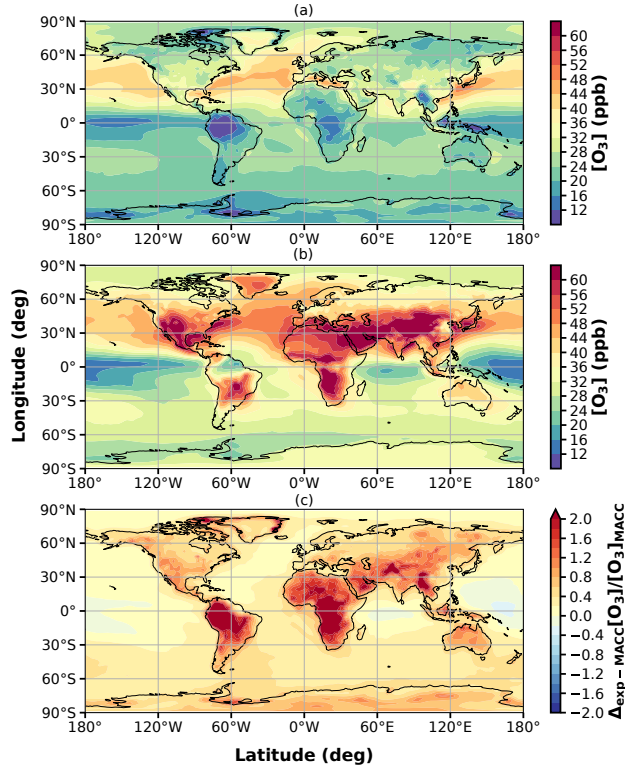 (a)
90°N
60°N
30°N
0°
30°S
60°S
90°S
180° 120°W 60°W 0°W 60°E 120°E 180°
60
56
52
48
44
40
36
32
28
24
20
16
12
[O₃] (ppb)
(b)
90°N
60°N
30°N
0°
30°S
60°S
90°S
180° 120°W 60°W 0°W 60°E 120°E 180°
60
56
52
48
44
40
36
32
28
24
20
16
12
[O₃] (ppb)
Longitude (deg)
(c)
90°N
60°N
30°N
0°
30°S
60°S
90°S
180° 120°W 60°W 0°W 60°E 120°E 180°
2.0
1.6
1.2
0.8
0.4
0.0
−0.4
−0.8
−1.2
−1.6
−2.0
Δexp−MACC[O₃]/[O₃]MACC
Latitude (deg)